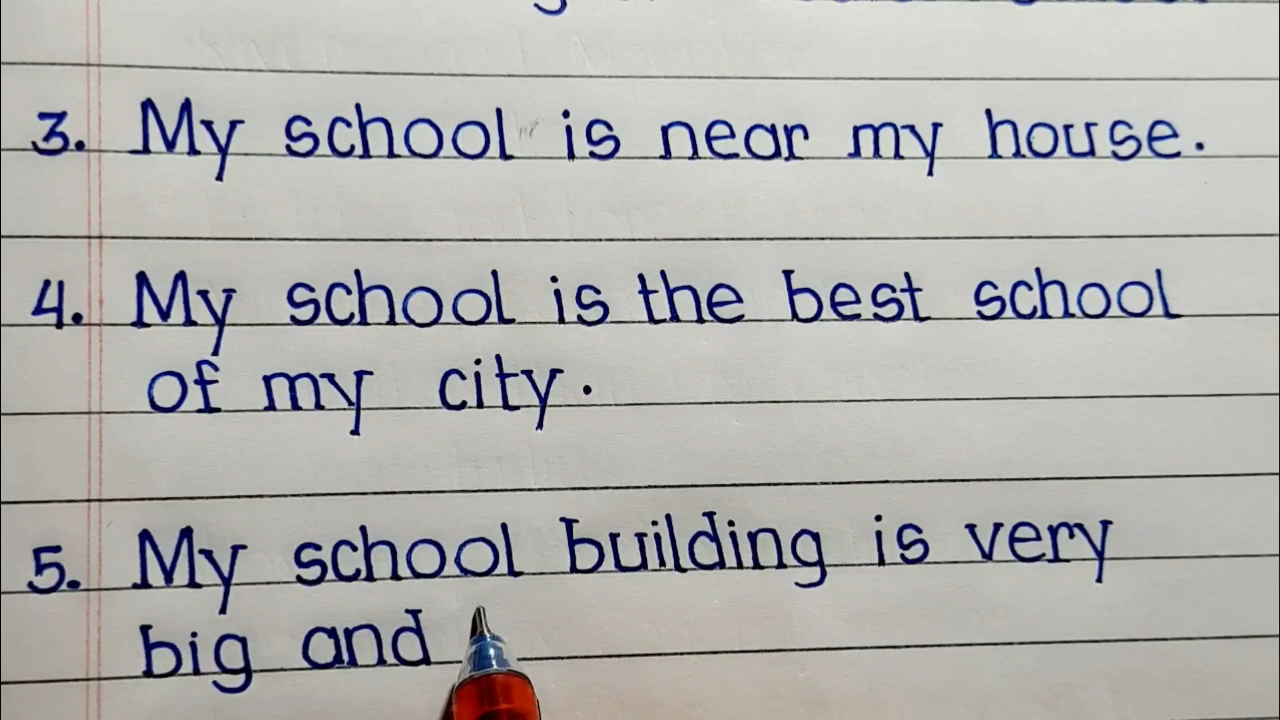 3. My school is near my house.
4. My school is the best school
of my city.
5. My school building is very
big and